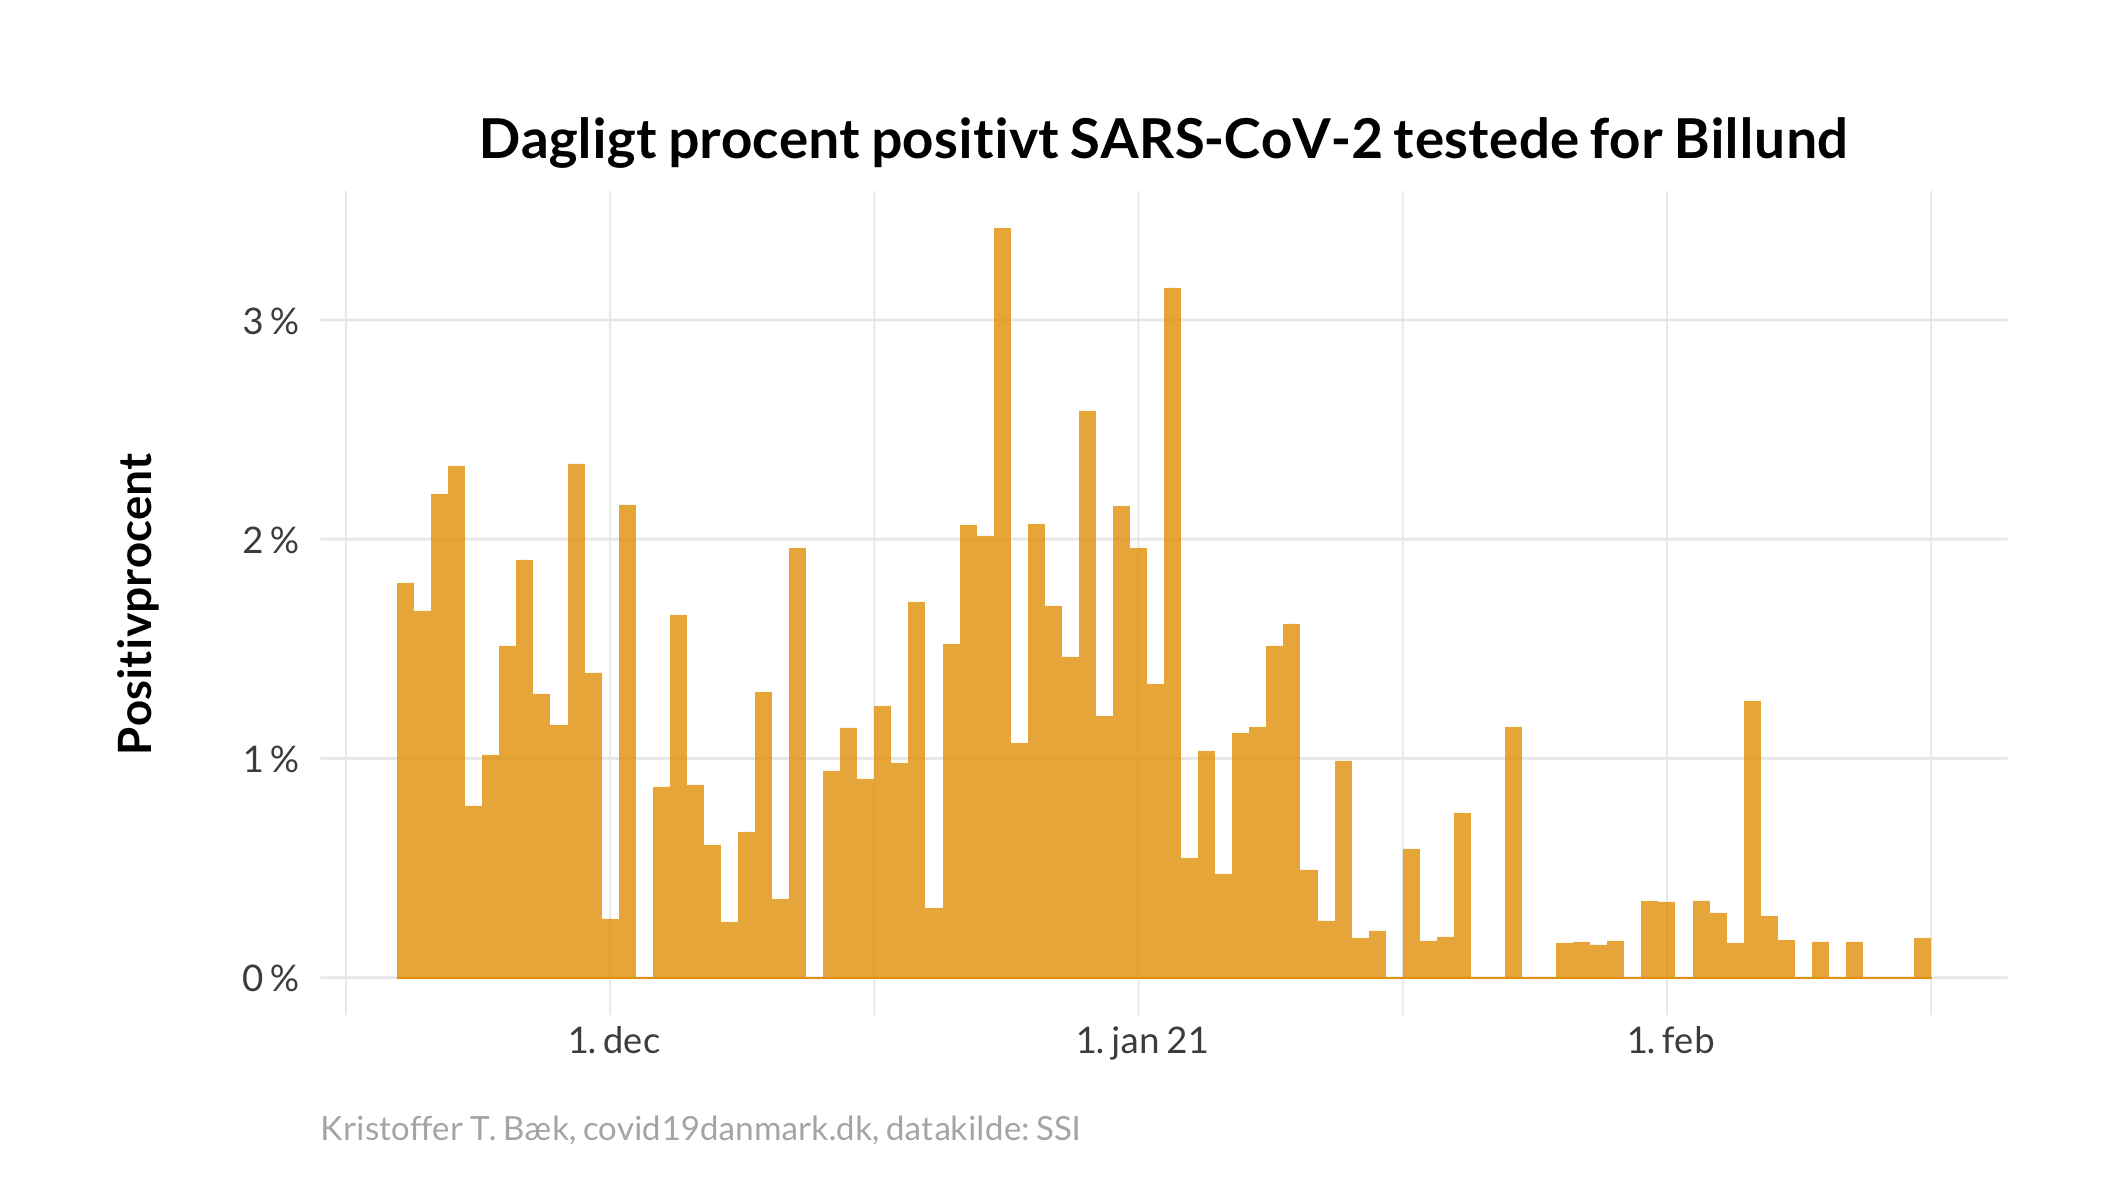 Dagligt procent positivt SARS-CoV-2 testede for Billund
Positivprocent
3 %
2 %
1 %
0 %
1. dec
1. jan 21
1. feb
Kristoffer T. Bæk, covid19danmark.dk, datakilde: SSI